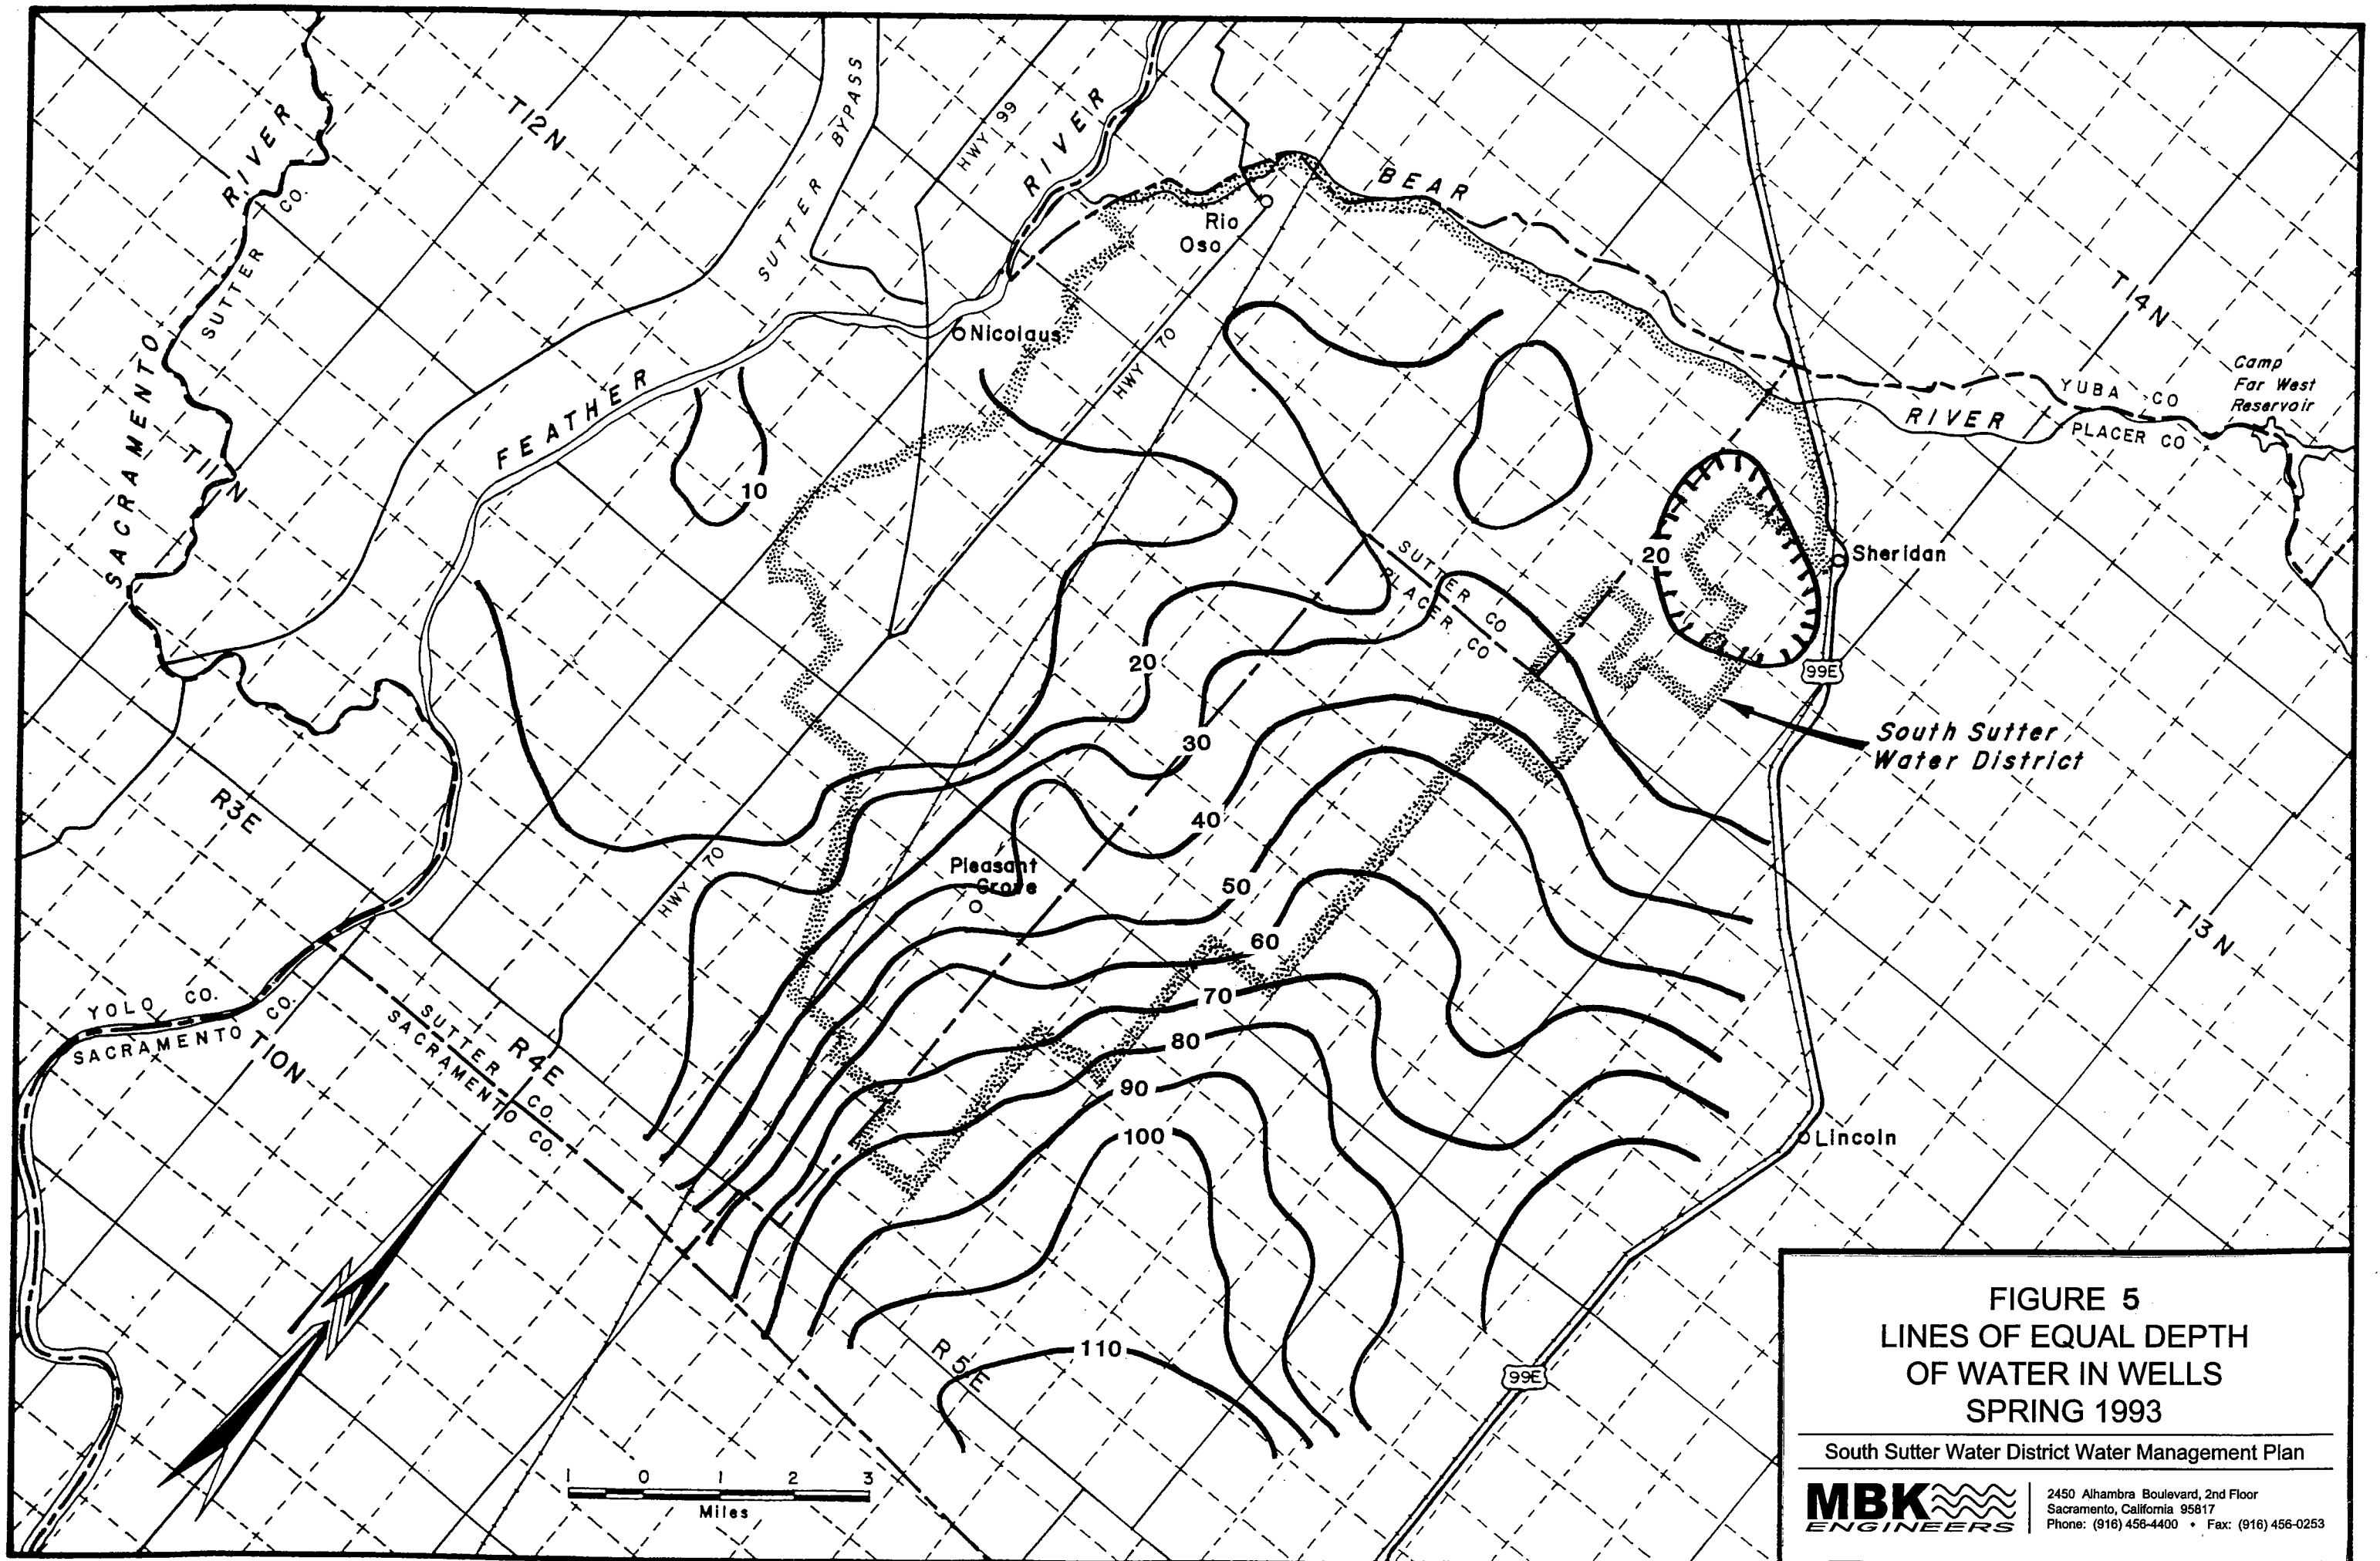 T12N
SUTTER BYPASS
HWY 99
RIVER
RIVER
SUTTER CO.
SACRAMENTO
BEAR
Rio
Oso
T14N
Nicolaus
HWY 70
Camp
Far West
Reservoir
YUBA CO
RIVER
PLACER CO
FEATHER
T11N
10
SUTTER CO
PLACER CO
20
Sheridan
20
99E
30
South Sutter
Water District
R3E
40
Pleasant
Grove
HWY 70
50
60
T13N
70
YOLO CO.
SACRAMENTO CO.
T10N
SUTTER CO.
SACRAMENTO CO.
R4E
80
90
100
Lincoln
R5E
110
99E
1 0 1 2 3
Miles
FIGURE 5
LINES OF EQUAL DEPTH
OF WATER IN WELLS
SPRING 1993
South Sutter Water District Water Management Plan
MBK
ENGINEERS
2450 Alhambra Boulevard, 2nd Floor
Sacramento, California 95817
Phone: (916) 456-4400 • Fax: (916) 456-0253